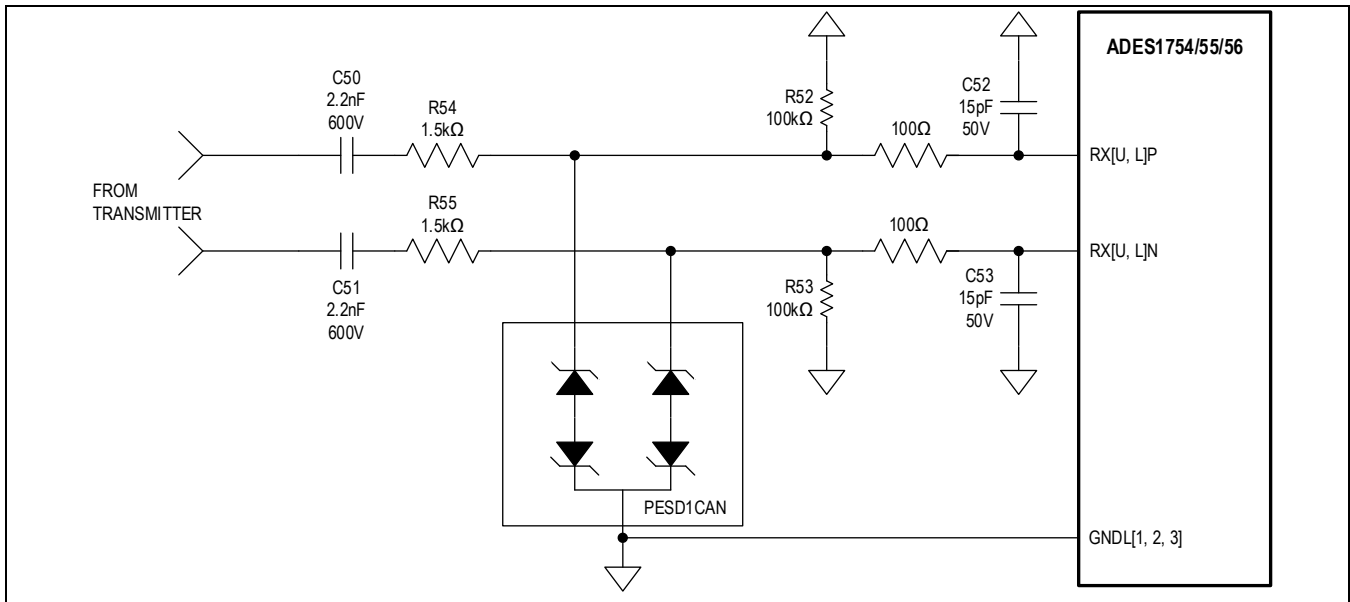 ADES1754/55/56
C50
2.2nF
600V
R54
1.5kΩ
R52
100kΩ
100Ω
C52
15pF
50V
RX[U, L]P
FROM
TRANSMITTER
R55
1.5kΩ
100Ω
RX[U, L]N
C51
2.2nF
600V
R53
100kΩ
C53
15pF
50V
PESD1CAN
GNDL[1, 2, 3]